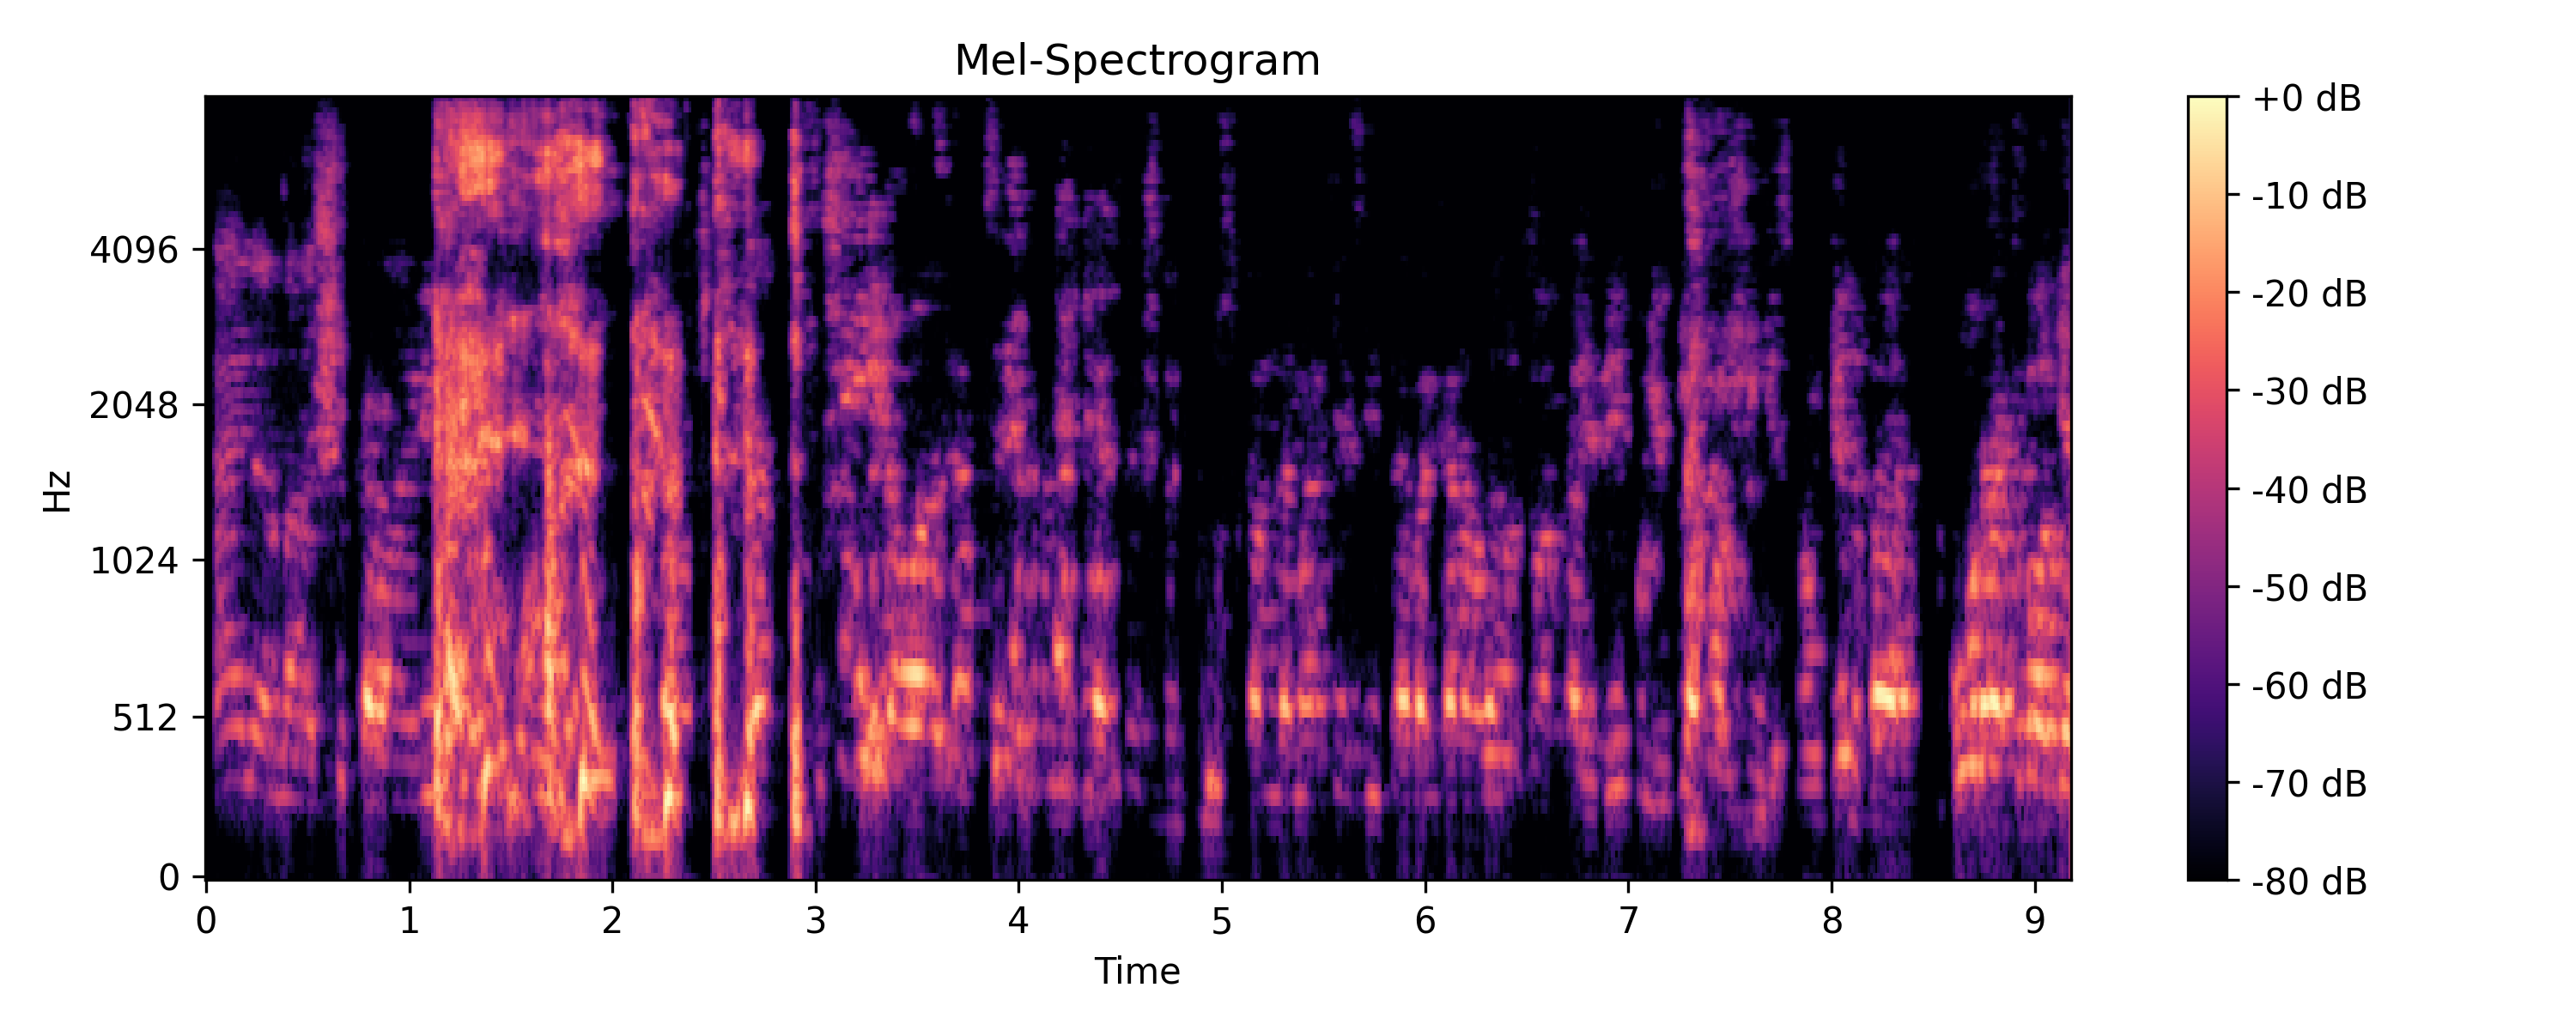 Mel-Spectrogram
+0 dB
-10 dB
-20 dB
-30 dB
-40 dB
-50 dB
-60 dB
-70 dB
-80 dB
4096
2048
1024
512
0
Hz
0 1 2 3 4 5 6 7 8 9
Time